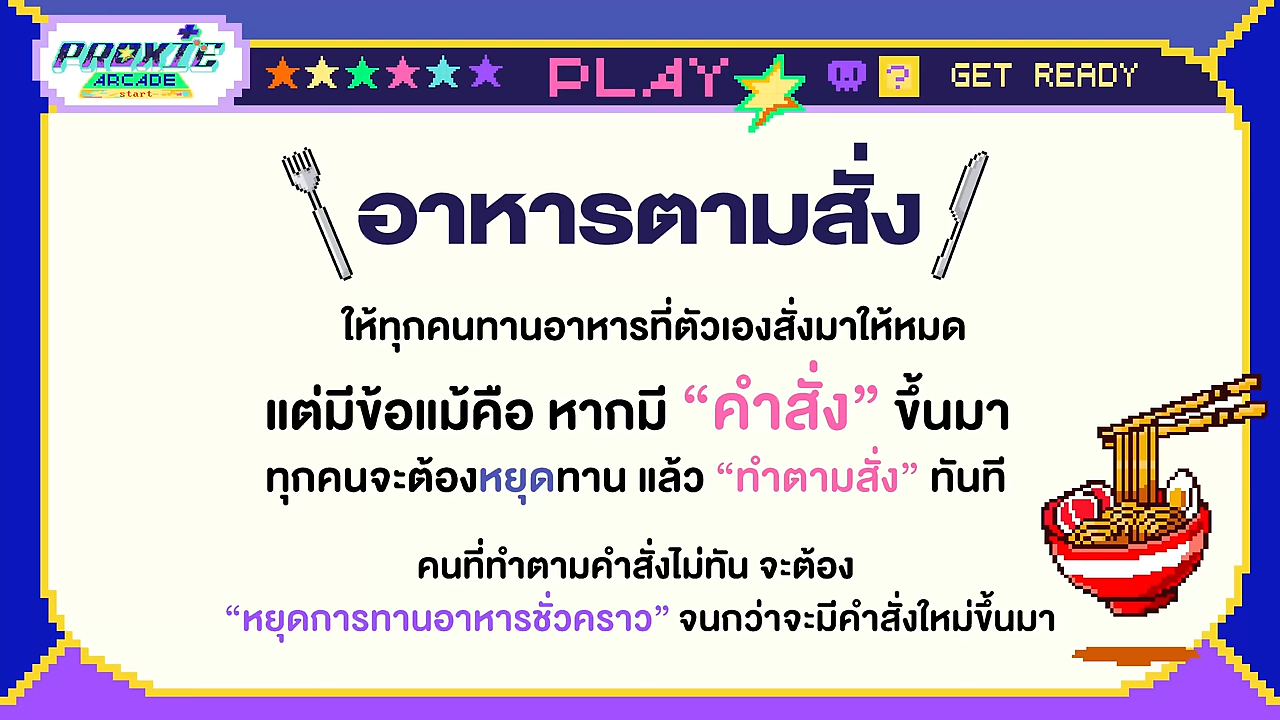 PROXIE
ARCADE
start
PLAY
?
GET READY
อาหารตามสั่ง
ให้ทุกคนทานอาหารที่ตัวเองสั่งมาให้หมด
แต่มีข้อแม้คือ หากมี “คำสั่ง” ขึ้นมา
ทุกคนจะต้องหยุดทาน แล้ว “ทำตามสั่ง” ทันที
คนที่ทำตามคำสั่งไม่ทัน จะต้อง
“หยุดการทานอาหารชั่วคราว” จนกว่าจะมีคำสั่งใหม่ขึ้นมา